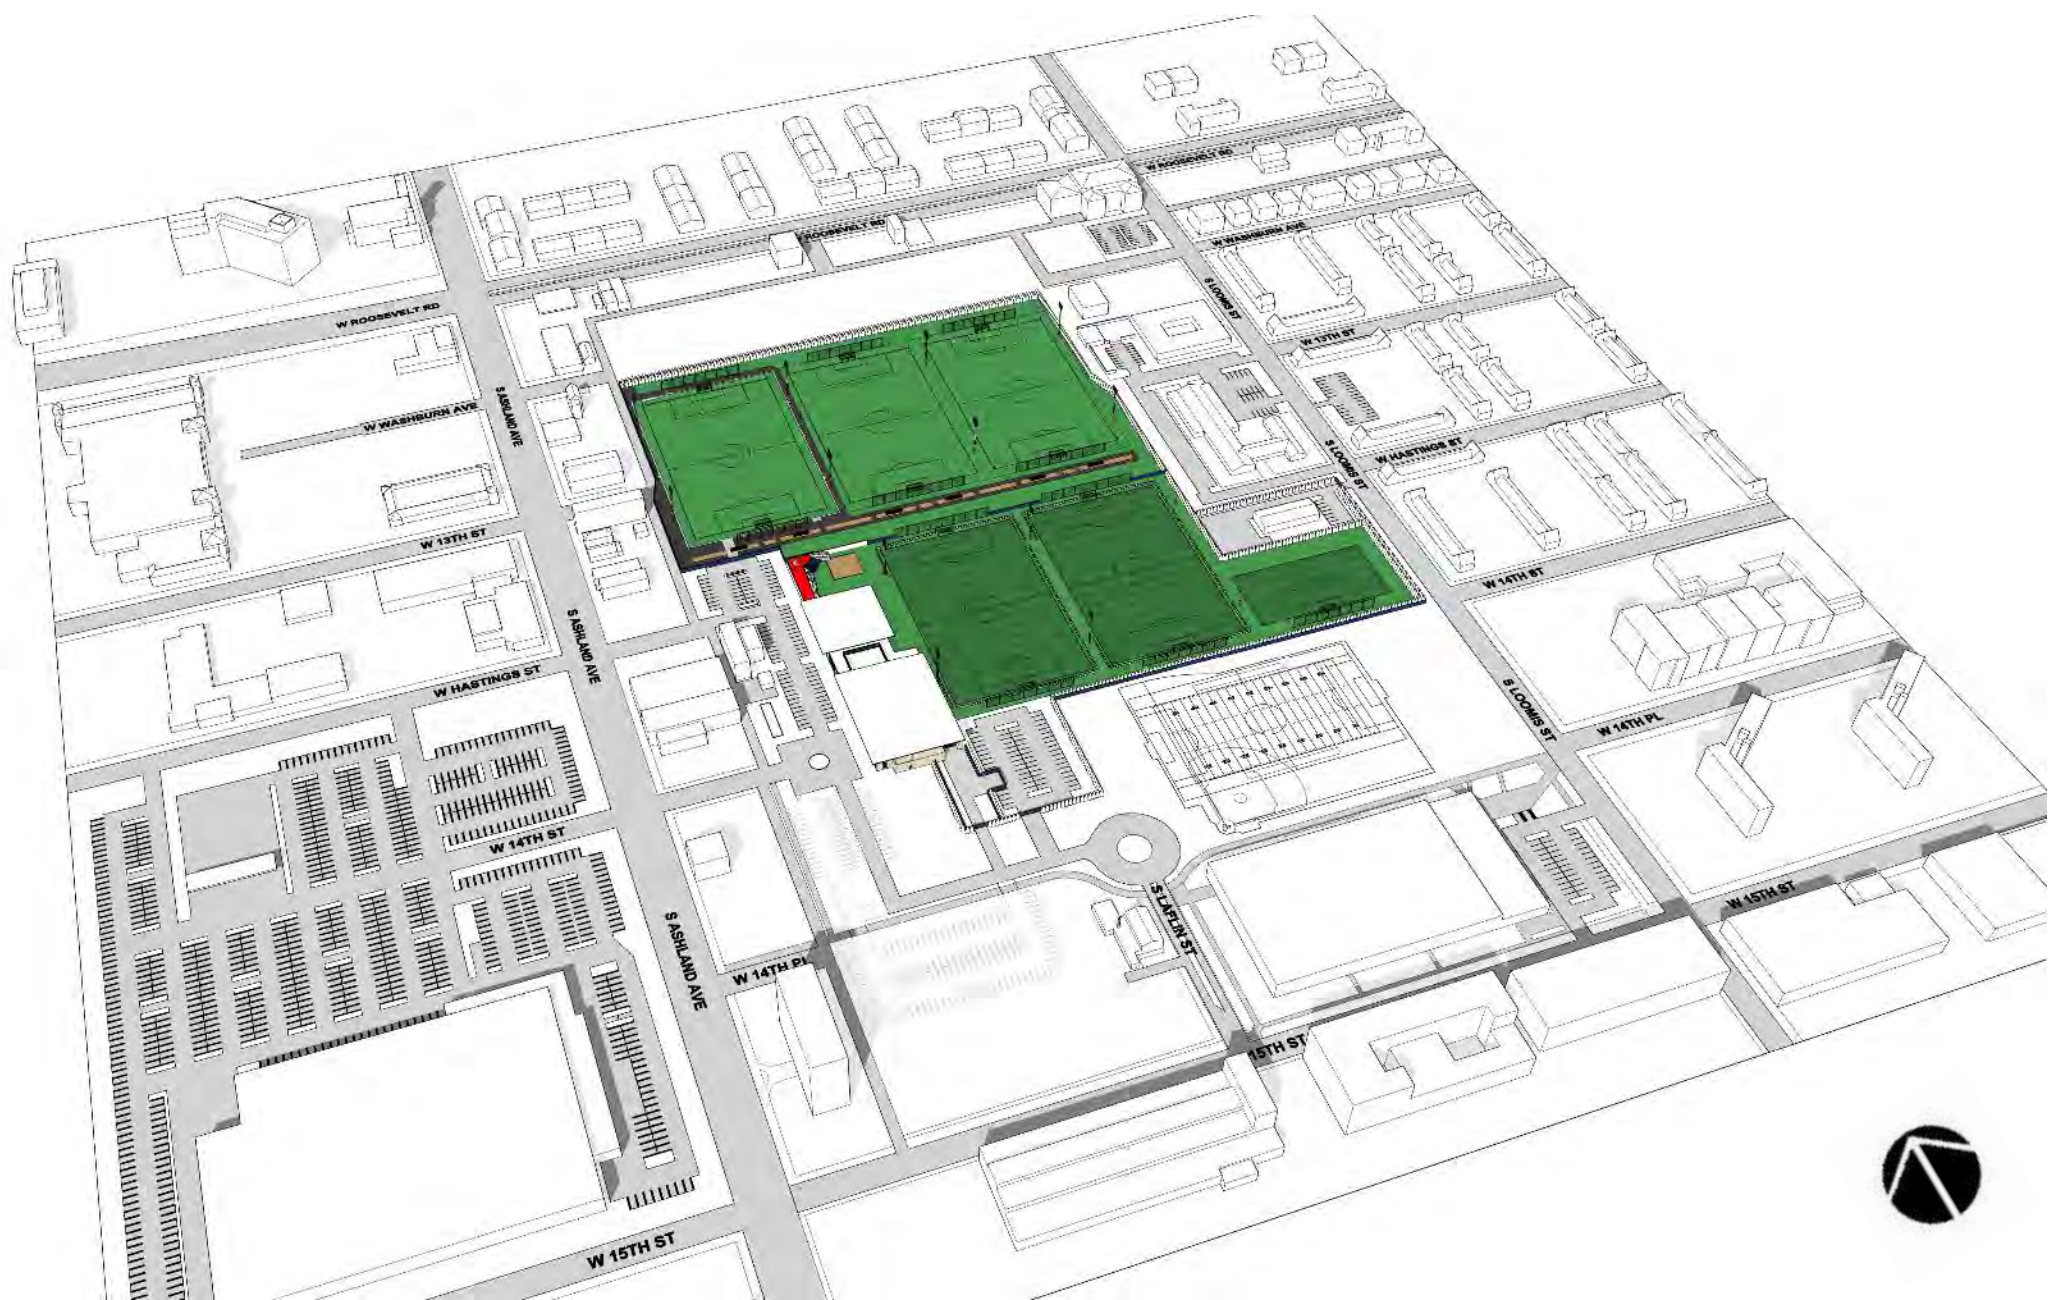 W ROOSEVELT RD
ROOSEVELT RD
W WASHBURN AVE
S LOOMIS ST
W ROOSEVELT RD
W 13TH ST
S ASHLAND AVE
W WASHBURN AVE
W HASTINGS ST
S LOOMIS ST
W 13TH ST
W 14TH ST
S ASHLAND AVE
W HASTINGS ST
S LOOMIS ST
W 14TH PL
W 14TH ST
W 15TH ST
S LAFLIN ST
S ASHLAND AVE
W 14TH PL
15TH ST
W 15TH ST